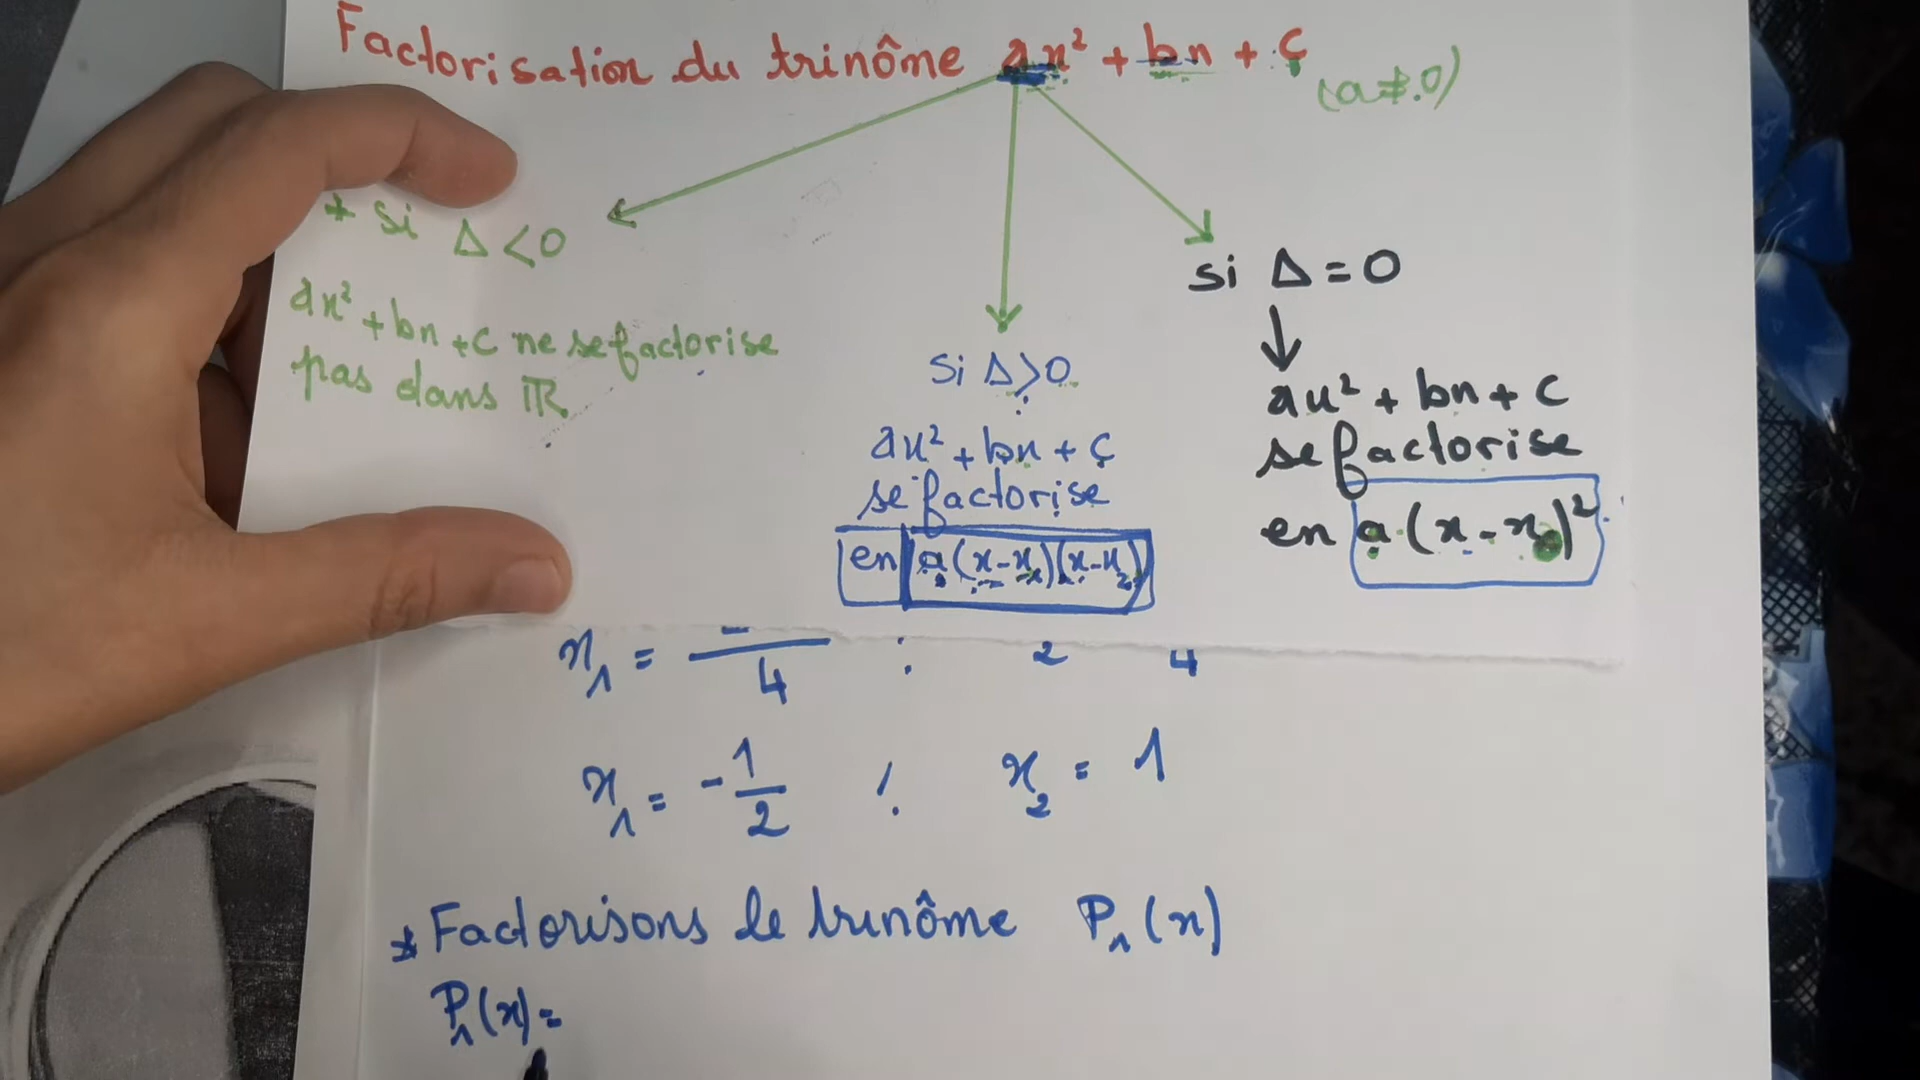 Factorisation du trinôme ax² + bx + c
(a≠0)
* Si Δ<0
ax²+bx+c ne se factorise
pas dans ℝ
Si Δ>0
ax²+bx+c
se factorise
en a(x-x₁)(x-x₂)
si Δ=0
ax²+bx+c
se factorise
en a(x-x₀)²
x₁ = 4 ; 2 4
x₁ = -1/2 ; x₂ = 1
* Factorisons le trinôme P₁(x)
P₁(x)=